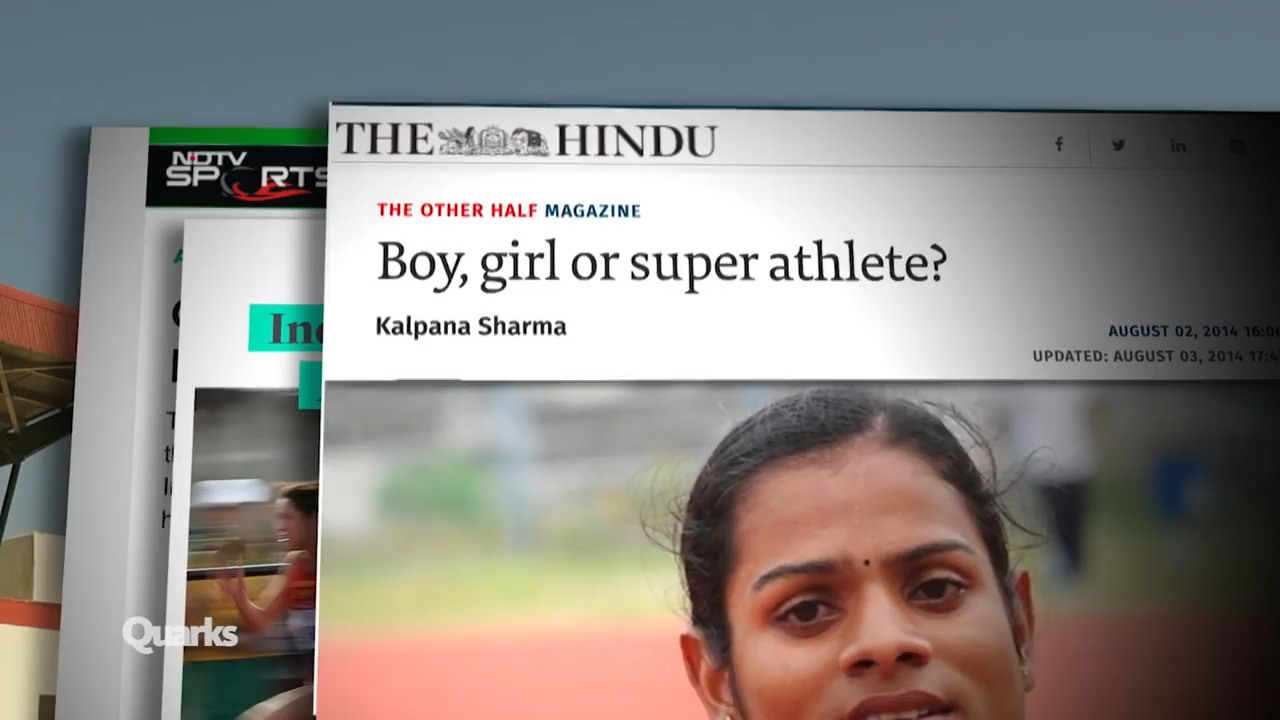 THE HINDU
THE OTHER HALF MAGAZINE
Boy, girl or super athlete?
Kalpana Sharma
AUGUST 02, 2014
UPDATED: AUGUST 03, 2014
NDTV
SPORTS
Quarks